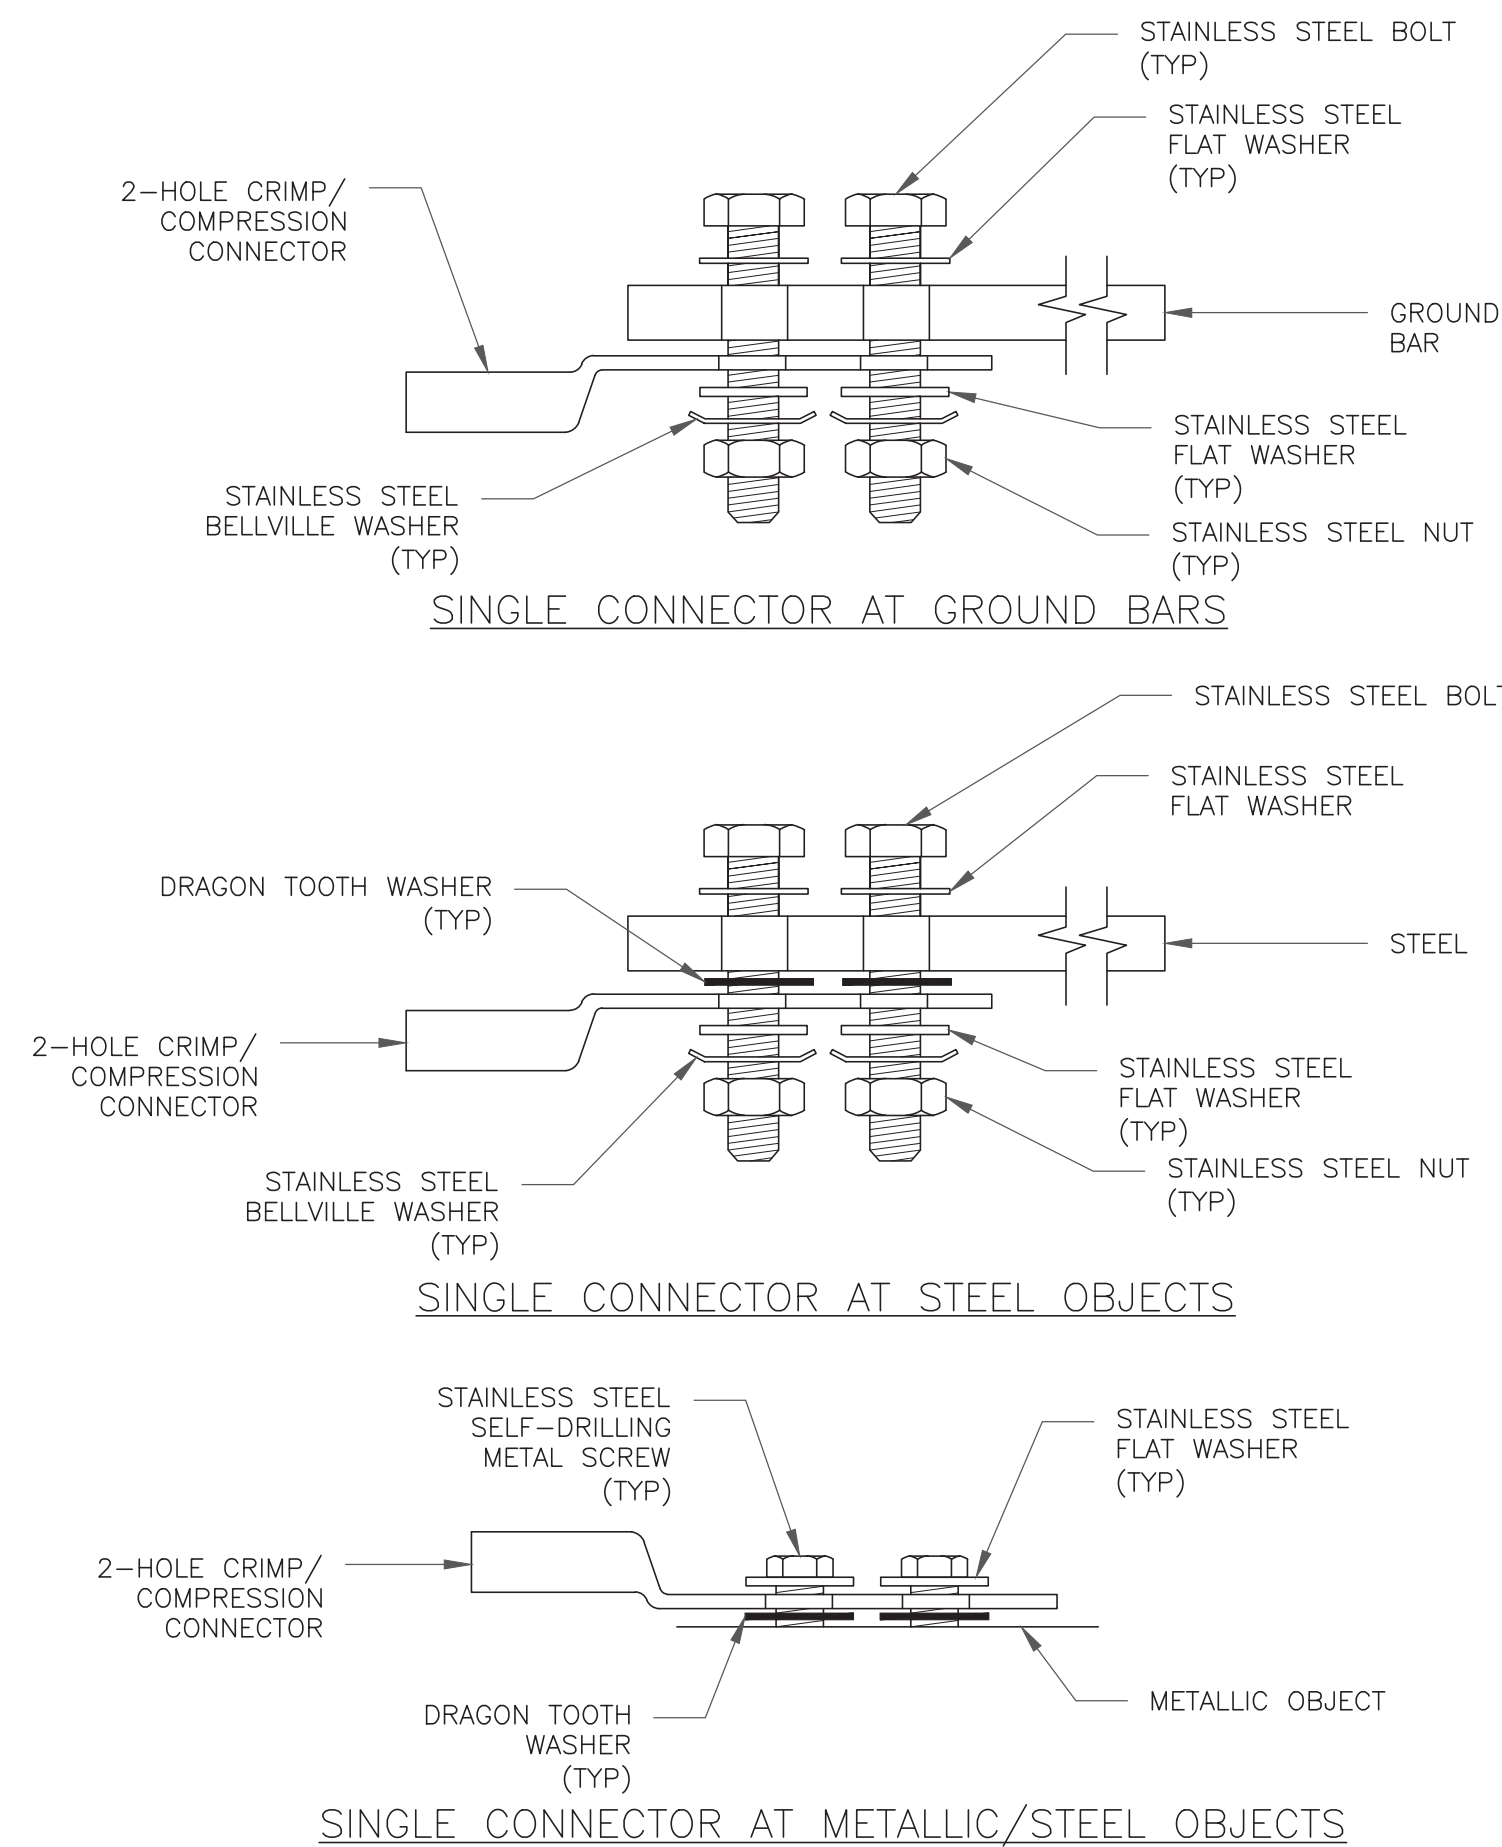 STAINLESS STEEL BOLT
(TYP)
STAINLESS STEEL
FLAT WASHER
(TYP)
2-HOLE CRIMP/
COMPRESSION
CONNECTOR
GROUND
BAR
STAINLESS STEEL
FLAT WASHER
(TYP)
STAINLESS STEEL
BELLVILLE WASHER
(TYP)
STAINLESS STEEL NUT
(TYP)
SINGLE CONNECTOR AT GROUND BARS
STAINLESS STEEL BOLT
STAINLESS STEEL
FLAT WASHER
DRAGON TOOTH WASHER
(TYP)
STEEL
2-HOLE CRIMP/
COMPRESSION
CONNECTOR
STAINLESS STEEL
FLAT WASHER
(TYP)
STAINLESS STEEL NUT
(TYP)
STAINLESS STEEL
BELLVILLE WASHER
(TYP)
SINGLE CONNECTOR AT STEEL OBJECTS
STAINLESS STEEL
SELF-DRILLING
METAL SCREW
(TYP)
STAINLESS STEEL
FLAT WASHER
(TYP)
2-HOLE CRIMP/
COMPRESSION
CONNECTOR
DRAGON TOOTH
WASHER
(TYP)
METALLIC OBJECT
SINGLE CONNECTOR AT METALLIC/STEEL OBJECTS